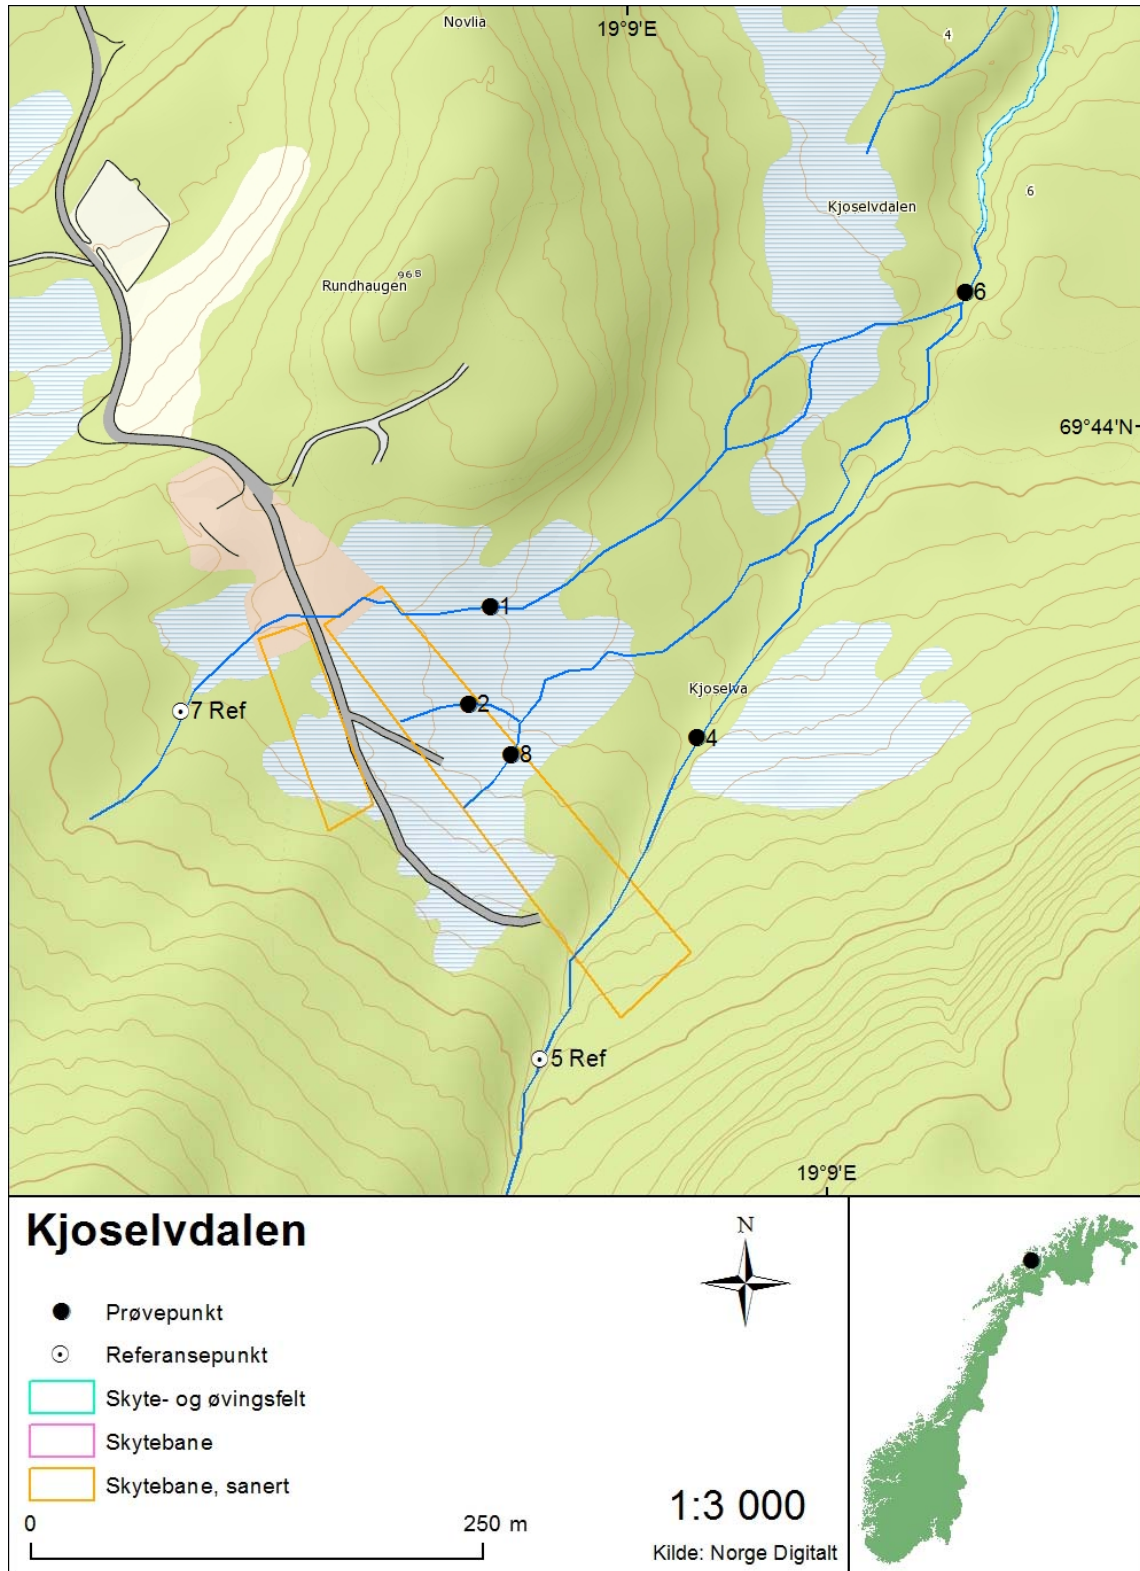 Novlia
19°9'E
4
6
Kjoselvdalen
96.8
Rundhaugen
6
69°44'N
1
Kjoselva
2
7 Ref
4
8
5 Ref
19°9'E
Kjoselvdalen
N
Prøvepunkt
Referansepunkt
Skyte- og øvingsfelt
Skytebane
Skytebane, sanert
0
250 m
1:3 000
Kilde: Norge Digitalt